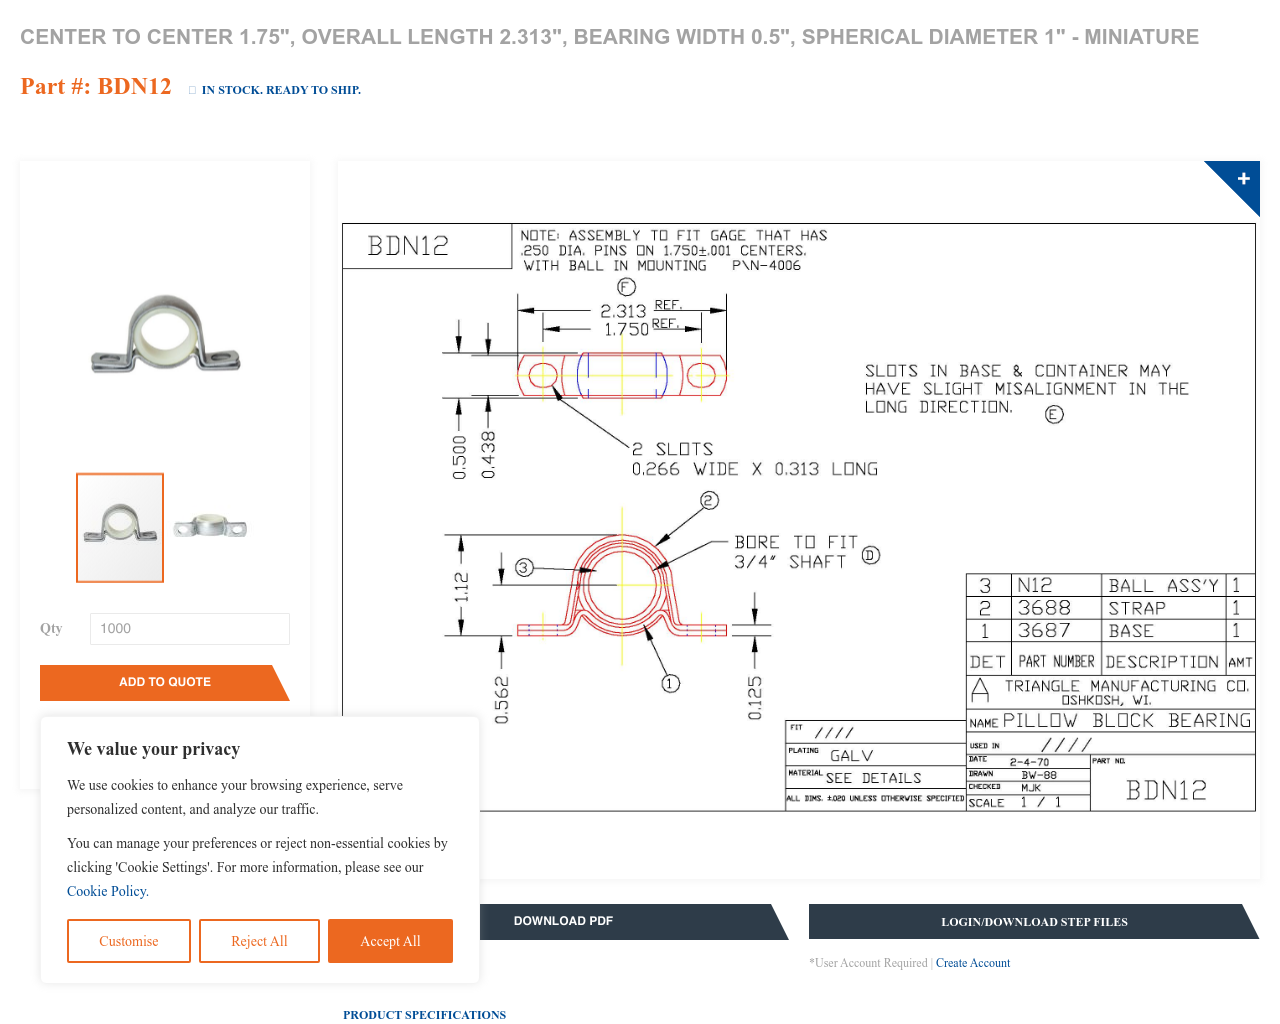 CENTER TO CENTER 1.75", OVERALL LENGTH 2.313", BEARING WIDTH 0.5", SPHERICAL DIAMETER 1" - MINIATURE
Part #: BDN12
IN STOCK. READY TO SHIP.
+
BDN12
NOTE: ASSEMBLY TO FIT GAGE THAT HAS
.250 DIA. PINS ON 1.750±.001 CENTERS.
WITH BALL IN MOUNTING P\N-4006
F
2.313 REF.
1.750 REF.
SLOTS IN BASE & CONTAINER MAY
HAVE SLIGHT MISALIGNMENT IN THE
LONG DIRECTION.
E
0.500
0.438
2 SLOTS
0.266 WIDE X 0.313 LONG
2
BORE TO FIT
3/4" SHAFT
D
3
1.12
1
0.562
0.125
3 N12 BALL ASS'Y 1
2 3688 STRAP 1
1 3687 BASE 1
DET PART NUMBER DESCRIPTION AMT
A TRIANGLE MANUFACTURING CO.
OSHKOSH, WI.
NAME PILLOW BLOCK BEARING
FIT ////
USED IN ////
PLATING GALV
DATE 2-4-70
PART NO.
MATERIAL SEE DETAILS
DRAWN BW-88
BDN12
CHECKED MJK
ALL DIMS. ±.020 UNLESS OTHERWISE SPECIFIED
SCALE 1 / 1
Qty 1000
ADD TO QUOTE
We value your privacy
We use cookies to enhance your browsing experience, serve
personalized content, and analyze our traffic.
You can manage your preferences or reject non-essential cookies by
clicking 'Cookie Settings'. For more information, please see our
Cookie Policy.
Customise
Reject All
Accept All
DOWNLOAD PDF
LOGIN/DOWNLOAD STEP FILES
*User Account Required | Create Account
PRODUCT SPECIFICATIONS